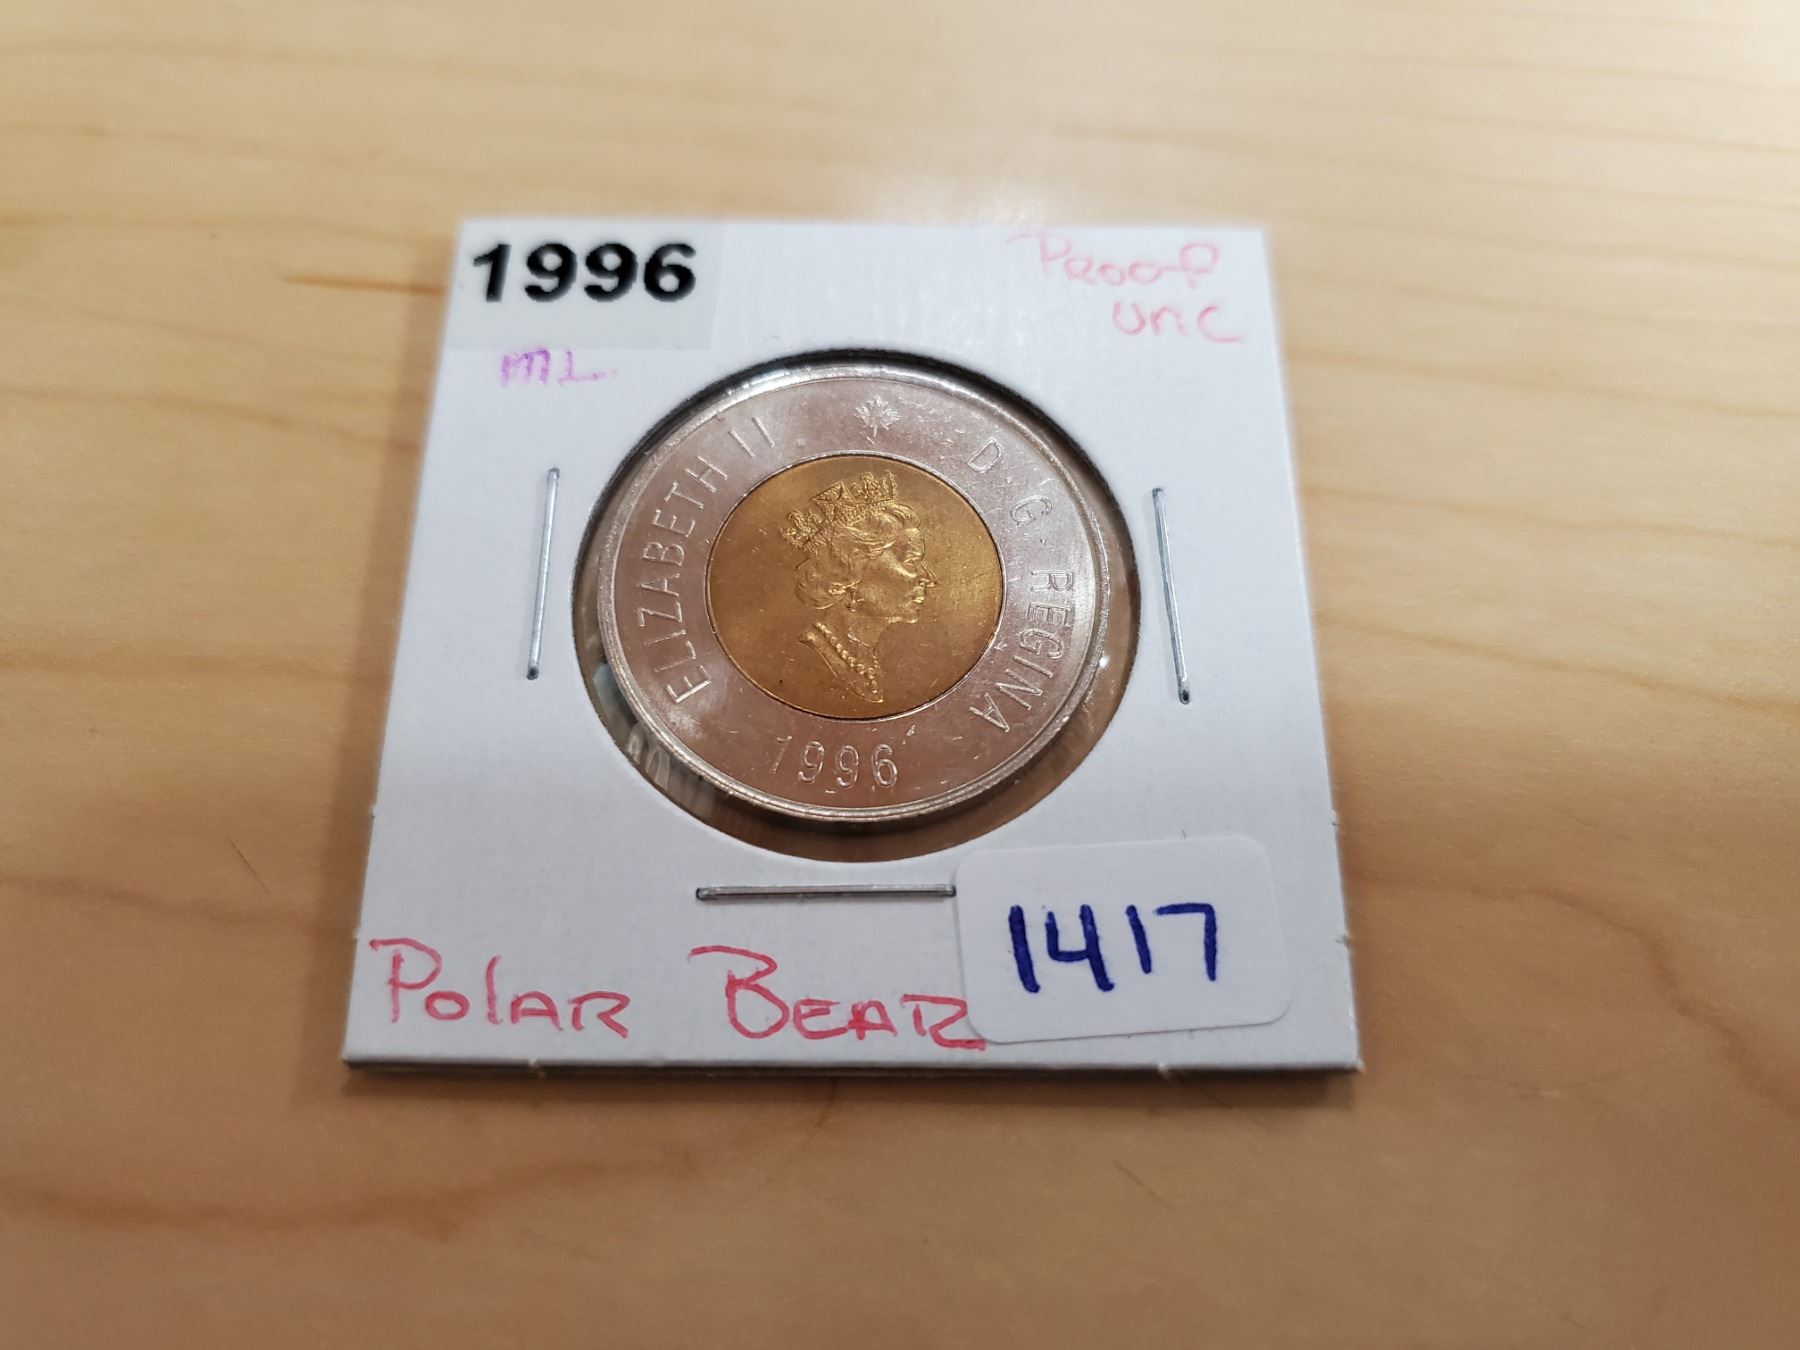 1996
Proof
unc
ML.
ELIZABETH II D.G. REGINA
1996
Polar Bear
1417